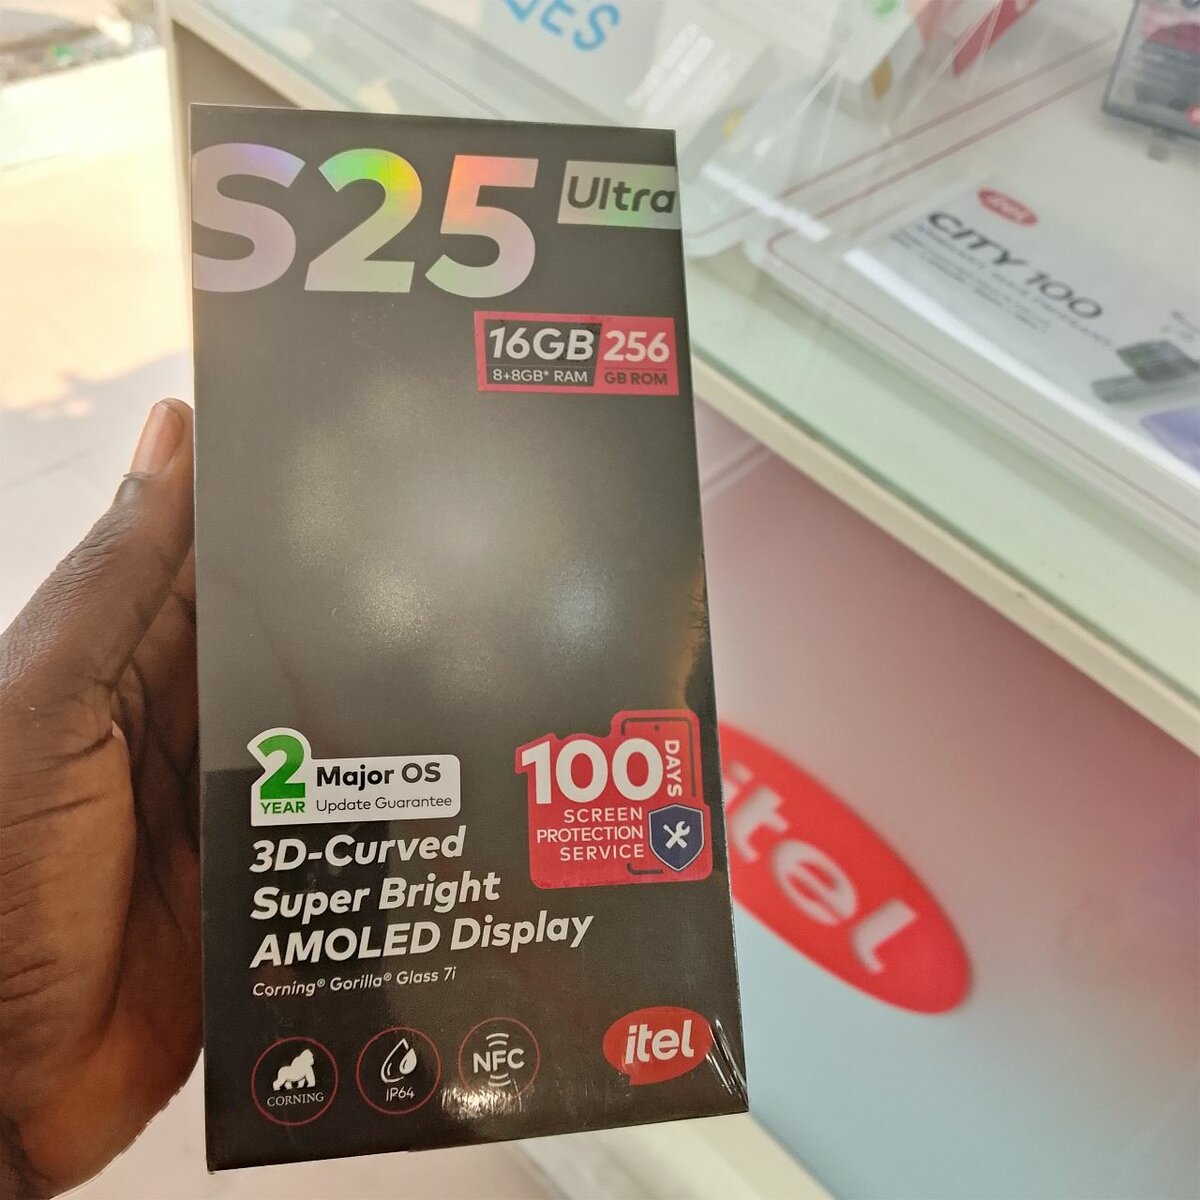 S25 Ultra
16GB 256
8+8GB* RAM GB ROM
2 YEAR
Major OS
Update Guarantee
100 DAYS
SCREEN
PROTECTION
SERVICE
3D-Curved
Super Bright
AMOLED Display
Corning® Gorilla® Glass 7i
CORNING
IP64
NFC
itel
itel
CITY 100
itel